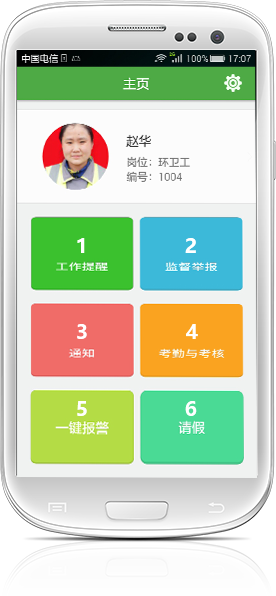 中国电信 2G 100% 17:07
主页
赵华
岗位：环卫工
编号：1004
1
工作提醒
2
监督举报
3
通知
4
考勤与考核
5
一键报警
6
请假